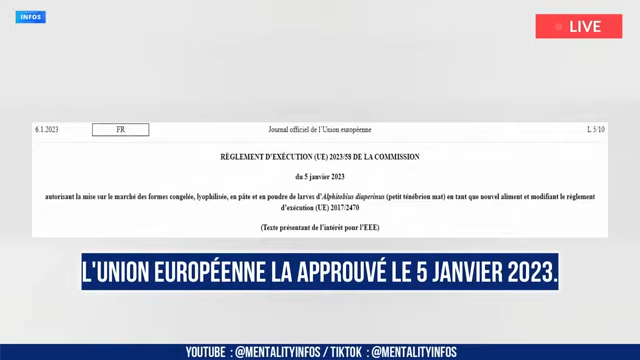 INFOS
LIVE
6.1.2023 FR Journal officiel de l'Union européenne L 5/10
RÈGLEMENT D'EXÉCUTION (UE) 2023/58 DE LA COMMISSION
du 5 janvier 2023
autorisant la mise sur le marché des formes congelée, lyophilisée, en pâte et en poudre de larves d'Alphitobius diaperinus (petit ténébrion mat) en tant que nouvel aliment et modifiant le règlement
d'exécution (UE) 2017/2470
(Texte présentant de l'intérêt pour l'EEE)
L'UNION EUROPÉENNE LA APPROUVÉ LE 5 JANVIER 2023.
YOUTUBE : @MENTALITYINFOS / TIKTOK : @MENTALITYINFOS